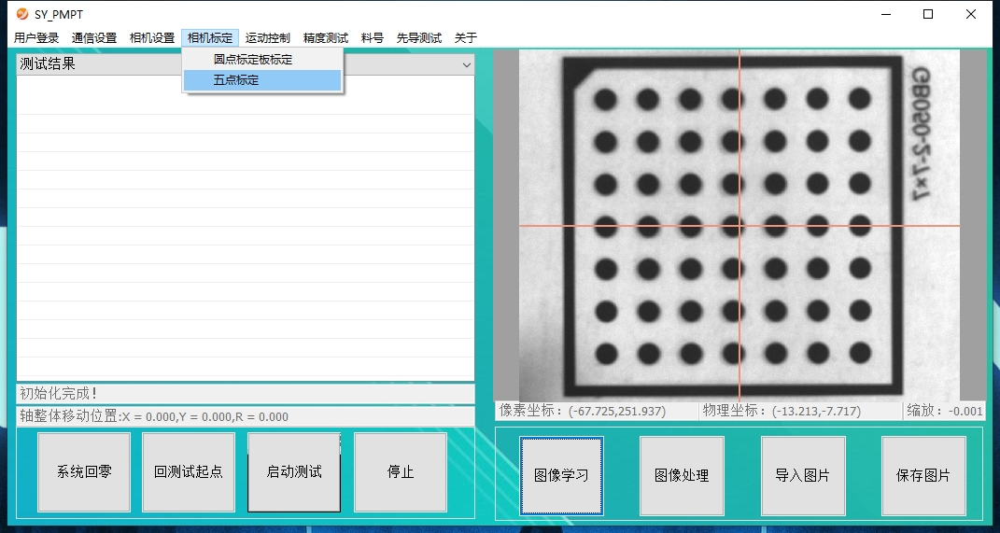 SY_PMPT
用户登录 通信设置 相机设置 相机标定 运动控制 精度测试 料号 先导测试 关于
圆点标定板标定
五点标定
测试结果
GB050-2-7×7
初始化完成!
轴整体移动位置:X = 0.000,Y = 0.000,R = 0.000
像素坐标：(-67.725,251.937) 物理坐标：(-13.213,-7.717) 缩放：-0.001
系统回零 回测试起点 启动测试 停止
图像学习 图像处理 导入图片 保存图片